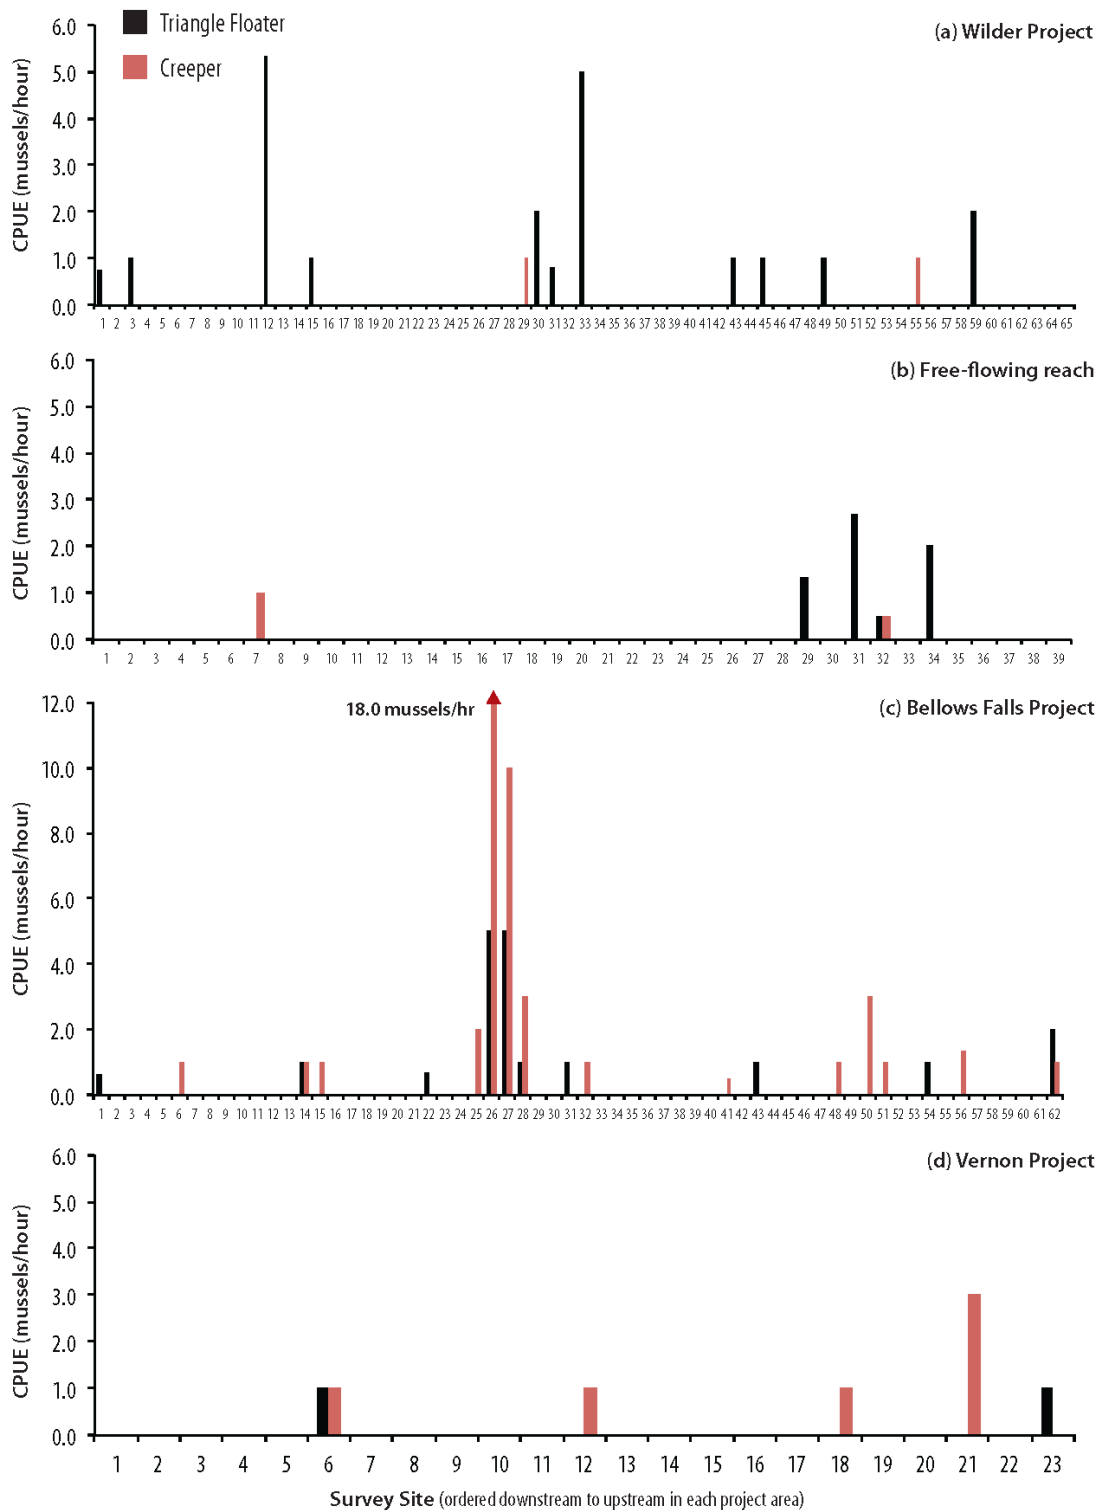 Triangle Floater
Creeper
(a) Wilder Project
CPUE (mussels/hour)
6.0
5.0
4.0
3.0
2.0
1.0
0.0
1 2 3 4 5 6 7 8 9 10 11 12 13 14 15 16 17 18 19 20 21 22 23 24 25 26 27 28 29 30 31 32 33 34 35 36 37 38 39 40 41 42 43 44 45 46 47 48 49 50 51 52 53 54 55 56 57 58 59 60 61 62 63 64 65
(b) Free-flowing reach
CPUE (mussels/hour)
6.0
5.0
4.0
3.0
2.0
1.0
0.0
1 2 3 4 5 6 7 8 9 10 11 12 13 14 15 16 17 18 19 20 21 22 23 24 25 26 27 28 29 30 31 32 33 34 35 36 37 38 39
(c) Bellows Falls Project
18.0 mussels/hr
CPUE (mussels/hour)
12.0
10.0
8.0
6.0
4.0
2.0
0.0
1 2 3 4 5 6 7 8 9 10 11 12 13 14 15 16 17 18 19 20 21 22 23 24 25 26 27 28 29 30 31 32 33 34 35 36 37 38 39 40 41 42 43 44 45 46 47 48 49 50 51 52 53 54 55 56 57 58 59 60 61 62
(d) Vernon Project
CPUE (mussels/hour)
6.0
5.0
4.0
3.0
2.0
1.0
0.0
1 2 3 4 5 6 7 8 9 10 11 12 13 14 15 16 17 18 19 20 21 22 23
Survey Site (ordered downstream to upstream in each project area)